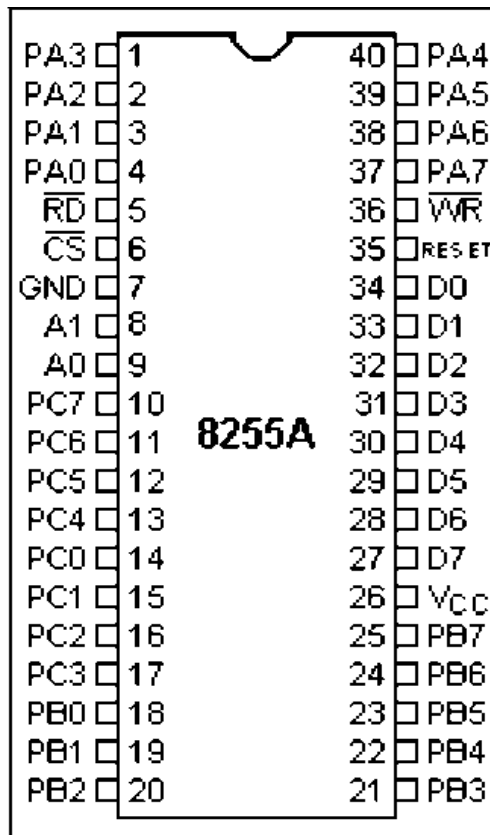 PA3 1 40 PA4
PA2 2 39 PA5
PA1 3 38 PA6
PA0 4 37 PA7
R̅D̅ 5 36 W̅R̅
C̅S̅ 6 35 RESET
GND 7 34 D0
A1 8 33 D1
A0 9 32 D2
PC7 10 31 D3
PC6 11 8255A 30 D4
PC5 12 29 D5
PC4 13 28 D6
PC0 14 27 D7
PC1 15 26 VCC
PC2 16 25 PB7
PC3 17 24 PB6
PB0 18 23 PB5
PB1 19 22 PB4
PB2 20 21 PB3